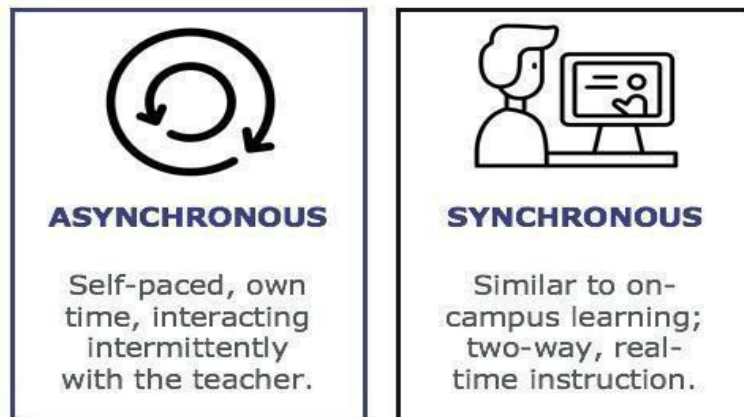 ASYNCHRONOUS
Self-paced, own
time, interacting
intermittently
with the teacher.
SYNCHRONOUS
Similar to on-
campus learning;
two-way, real-
time instruction.